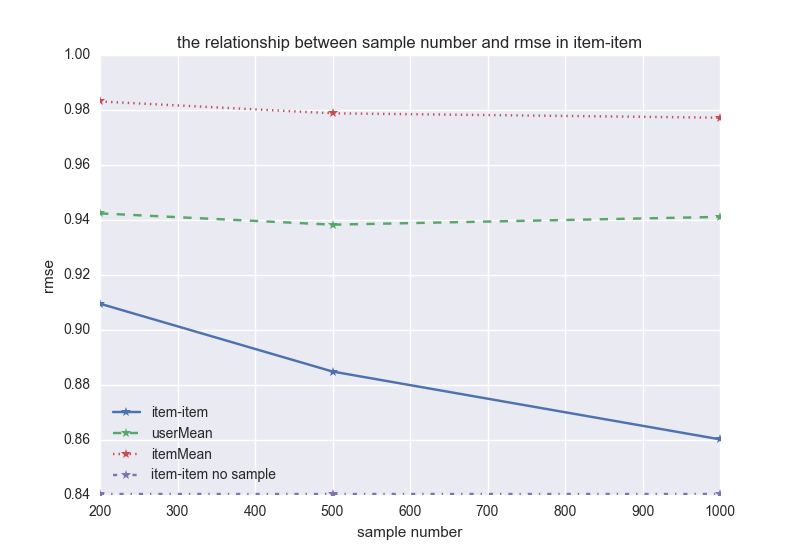 the relationship between sample number and rmse in item-item
1.00
0.98
0.96
0.94
0.92
0.90
0.88
0.86
0.84
rmse
item-item
userMean
itemMean
item-item no sample
200 300 400 500 600 700 800 900 1000
sample number